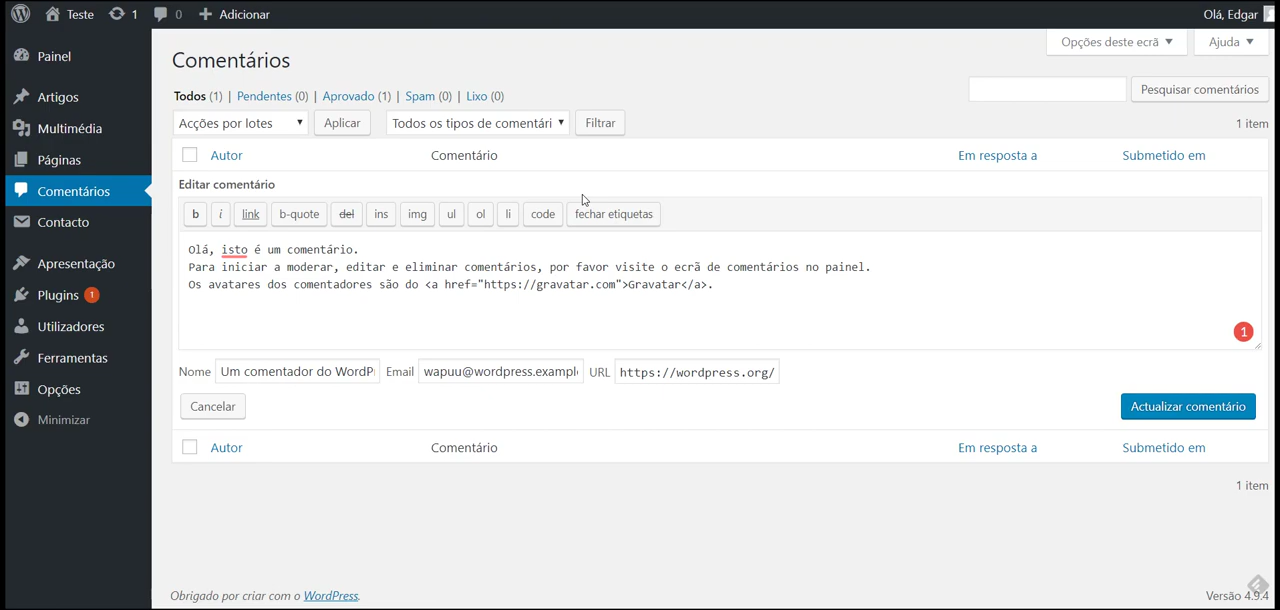 Teste 1 0 Adicionar Olá, Edgar
Opções deste ecrã Ajuda
Painel
Artigos
Multimédia
Páginas
Comentários
Contacto
Apresentação
Plugins 1
Utilizadores
Ferramentas
Opções
Minimizar
Comentários
Todos (1) | Pendentes (0) | Aprovado (1) | Spam (0) | Lixo (0)
Pesquisar comentários
Acções por lotes Aplicar Todos os tipos de comentári Filtrar 1 item
Autor Comentário Em resposta a Submetido em
Editar comentário
b i link b-quote del ins img ul ol li code fechar etiquetas
Olá, isto é um comentário.
Para iniciar a moderar, editar e eliminar comentários, por favor visite o ecrã de comentários no painel.
Os avatares dos comentadores são do <a href="https://gravatar.com">Gravatar</a>.
1
Nome Um comentador do WordP Email wapuu@wordpress.example URL https://wordpress.org/
Cancelar Actualizar comentário
Autor Comentário Em resposta a Submetido em
1 item
Obrigado por criar com o WordPress. Versão 4.9.4